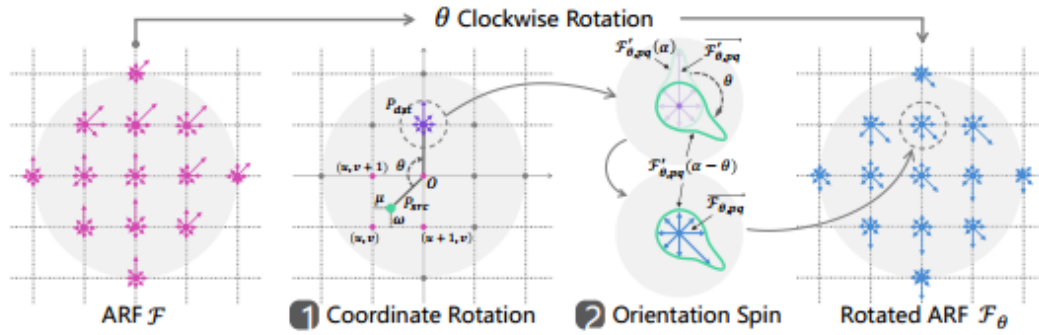 θ Clockwise Rotation
ℱ′θ,pq(α)
ℱ′θ,pq
θ
Pdst
(u, v+1)
θ
O
μ
Psrc
ω
(u, v)
(u+1, v)
ℱ′θ,pq(α − θ)
ℱθ,pq
ARF ℱ
1 Coordinate Rotation
2 Orientation Spin
Rotated ARF ℱθ